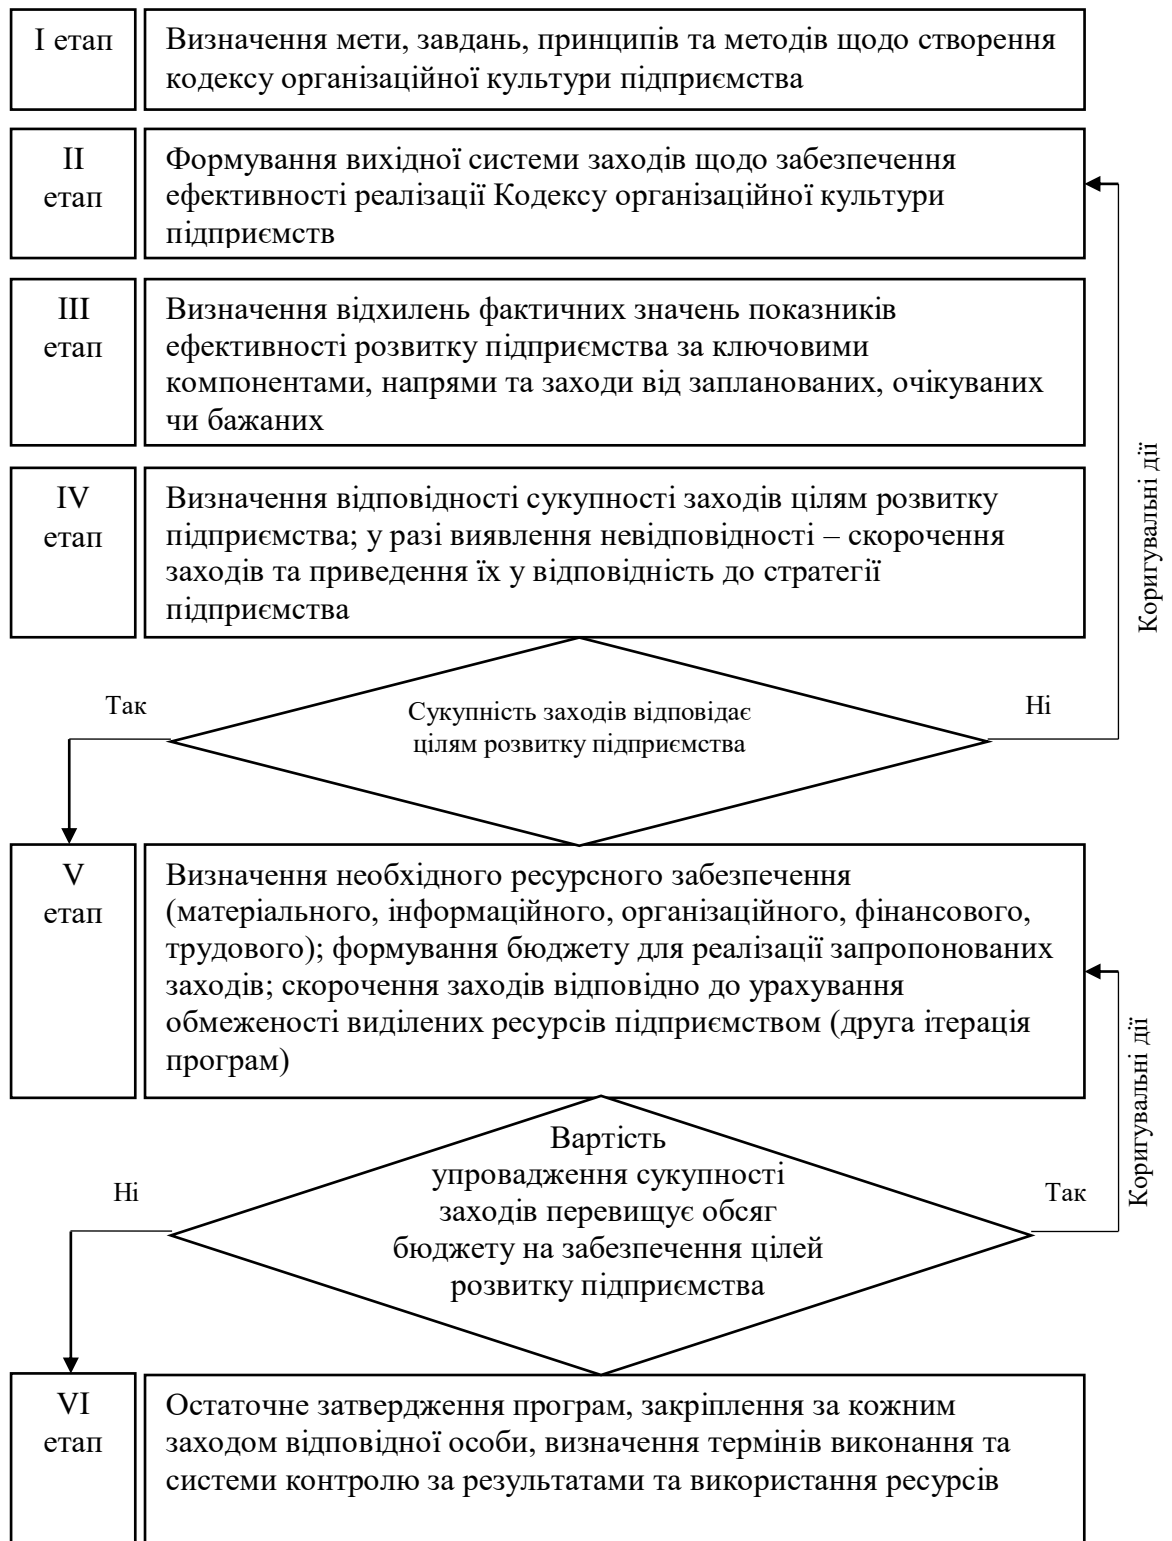 І етап
Визначення мети, завдань, принципів та методів щодо створення
кодексу організаційної культури підприємства
ІІ
етап
Формування вихідної системи заходів щодо забезпечення
ефективності реалізації Кодексу організаційної культури
підприємств
ІІІ
етап
Визначення відхилень фактичних значень показників
ефективності розвитку підприємства за ключовими
компонентами, напрями та заходи від запланованих, очікуваних
чи бажаних
IV
етап
Визначення відповідності сукупності заходів цілям розвитку
підприємства; у разі виявлення невідповідності – скорочення
заходів та приведення їх у відповідність до стратегії
підприємства
Коригувальні дії
Так
Сукупність заходів відповідає
цілям розвитку підприємства
Ні
V
етап
Визначення необхідного ресурсного забезпечення
(матеріального, інформаційного, організаційного, фінансового,
трудового); формування бюджету для реалізації запропонованих
заходів; скорочення заходів відповідно до урахування
обмеженості виділених ресурсів підприємством (друга ітерація
програм)
Коригувальні дії
Ні
Вартість
упровадження сукупності
заходів перевищує обсяг
бюджету на забезпечення цілей
розвитку підприємства
Так
VI
етап
Остаточне затвердження програм, закріплення за кожним
заходом відповідної особи, визначення термінів виконання та
системи контролю за результатами та використання ресурсів